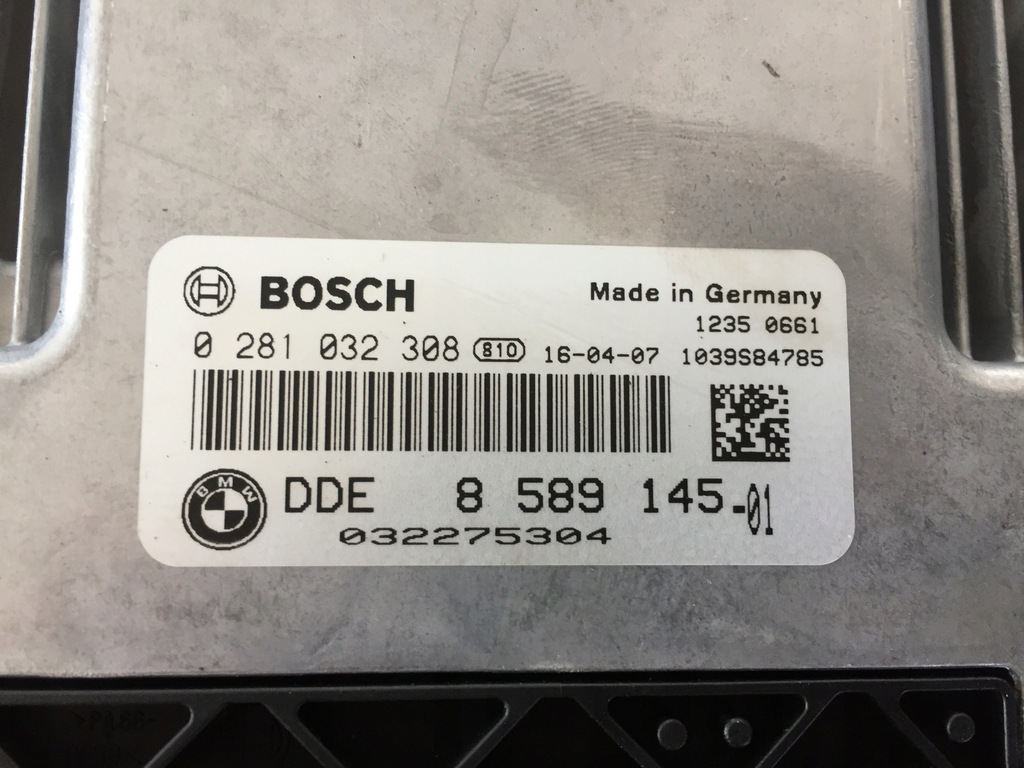 BOSCH
Made in Germany
1235 0661
0 281 032 308 810 16-04-07 1039S84785
BMW
DDE 8 589 145-01
032275304